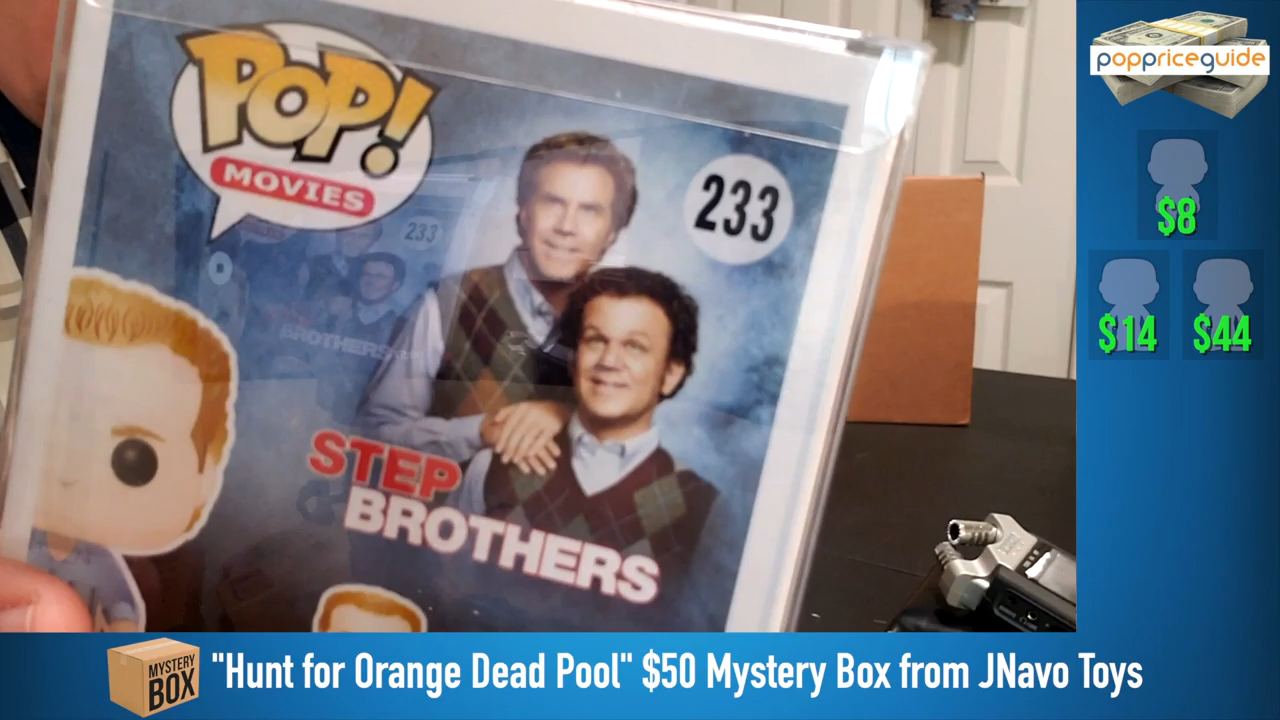 POP!
MOVIES
233
233
BROTHERS
STEP
BROTHERS
poppriceguide
$8
$14 $44
MYSTERY
BOX
"Hunt for Orange Dead Pool" $50 Mystery Box from JNavo Toys